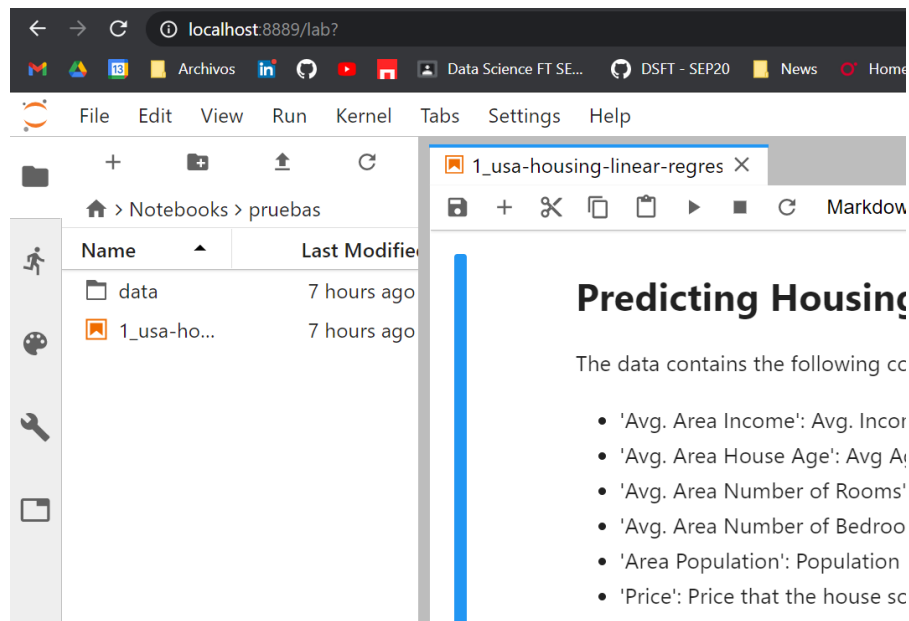 localhost:8889/lab?
13 Archivos in Data Science FT SE... DSFT - SEP20 News Home
File Edit View Run Kernel Tabs Settings Help
1_usa-housing-linear-regres
> Notebooks > pruebas
Markdow
Name Last Modifie
data 7 hours ago
1_usa-ho... 7 hours ago
Predicting Housing
The data contains the following co
• 'Avg. Area Income': Avg. Incom
• 'Avg. Area House Age': Avg Ag
• 'Avg. Area Number of Rooms'
• 'Avg. Area Number of Bedroo
• 'Area Population': Population
• 'Price': Price that the house so